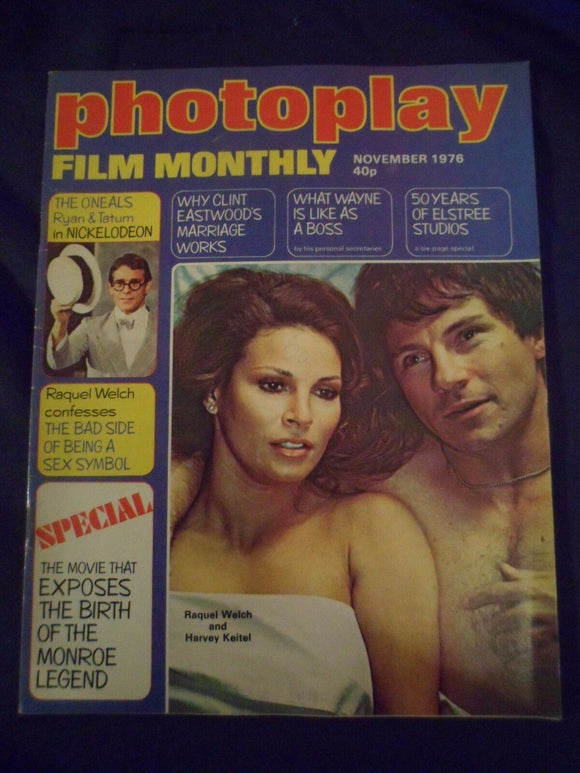 photoplay
FILM MONTHLY
NOVEMBER 1976
40p
THE O'NEALS
Ryan & Tatum
in NICKELODEON
WHY CLINT
EASTWOOD'S
MARRIAGE
WORKS
WHAT WAYNE
IS LIKE AS
A BOSS
by his personal secretaries
50 YEARS
OF ELSTREE
STUDIOS
a six-page special
Raquel Welch
confesses
THE BAD SIDE
OF BEING A
SEX SYMBOL
SPECIAL
THE MOVIE THAT
EXPOSES
THE BIRTH
OF THE
MONROE
LEGEND
Raquel Welch
and
Harvey Keitel